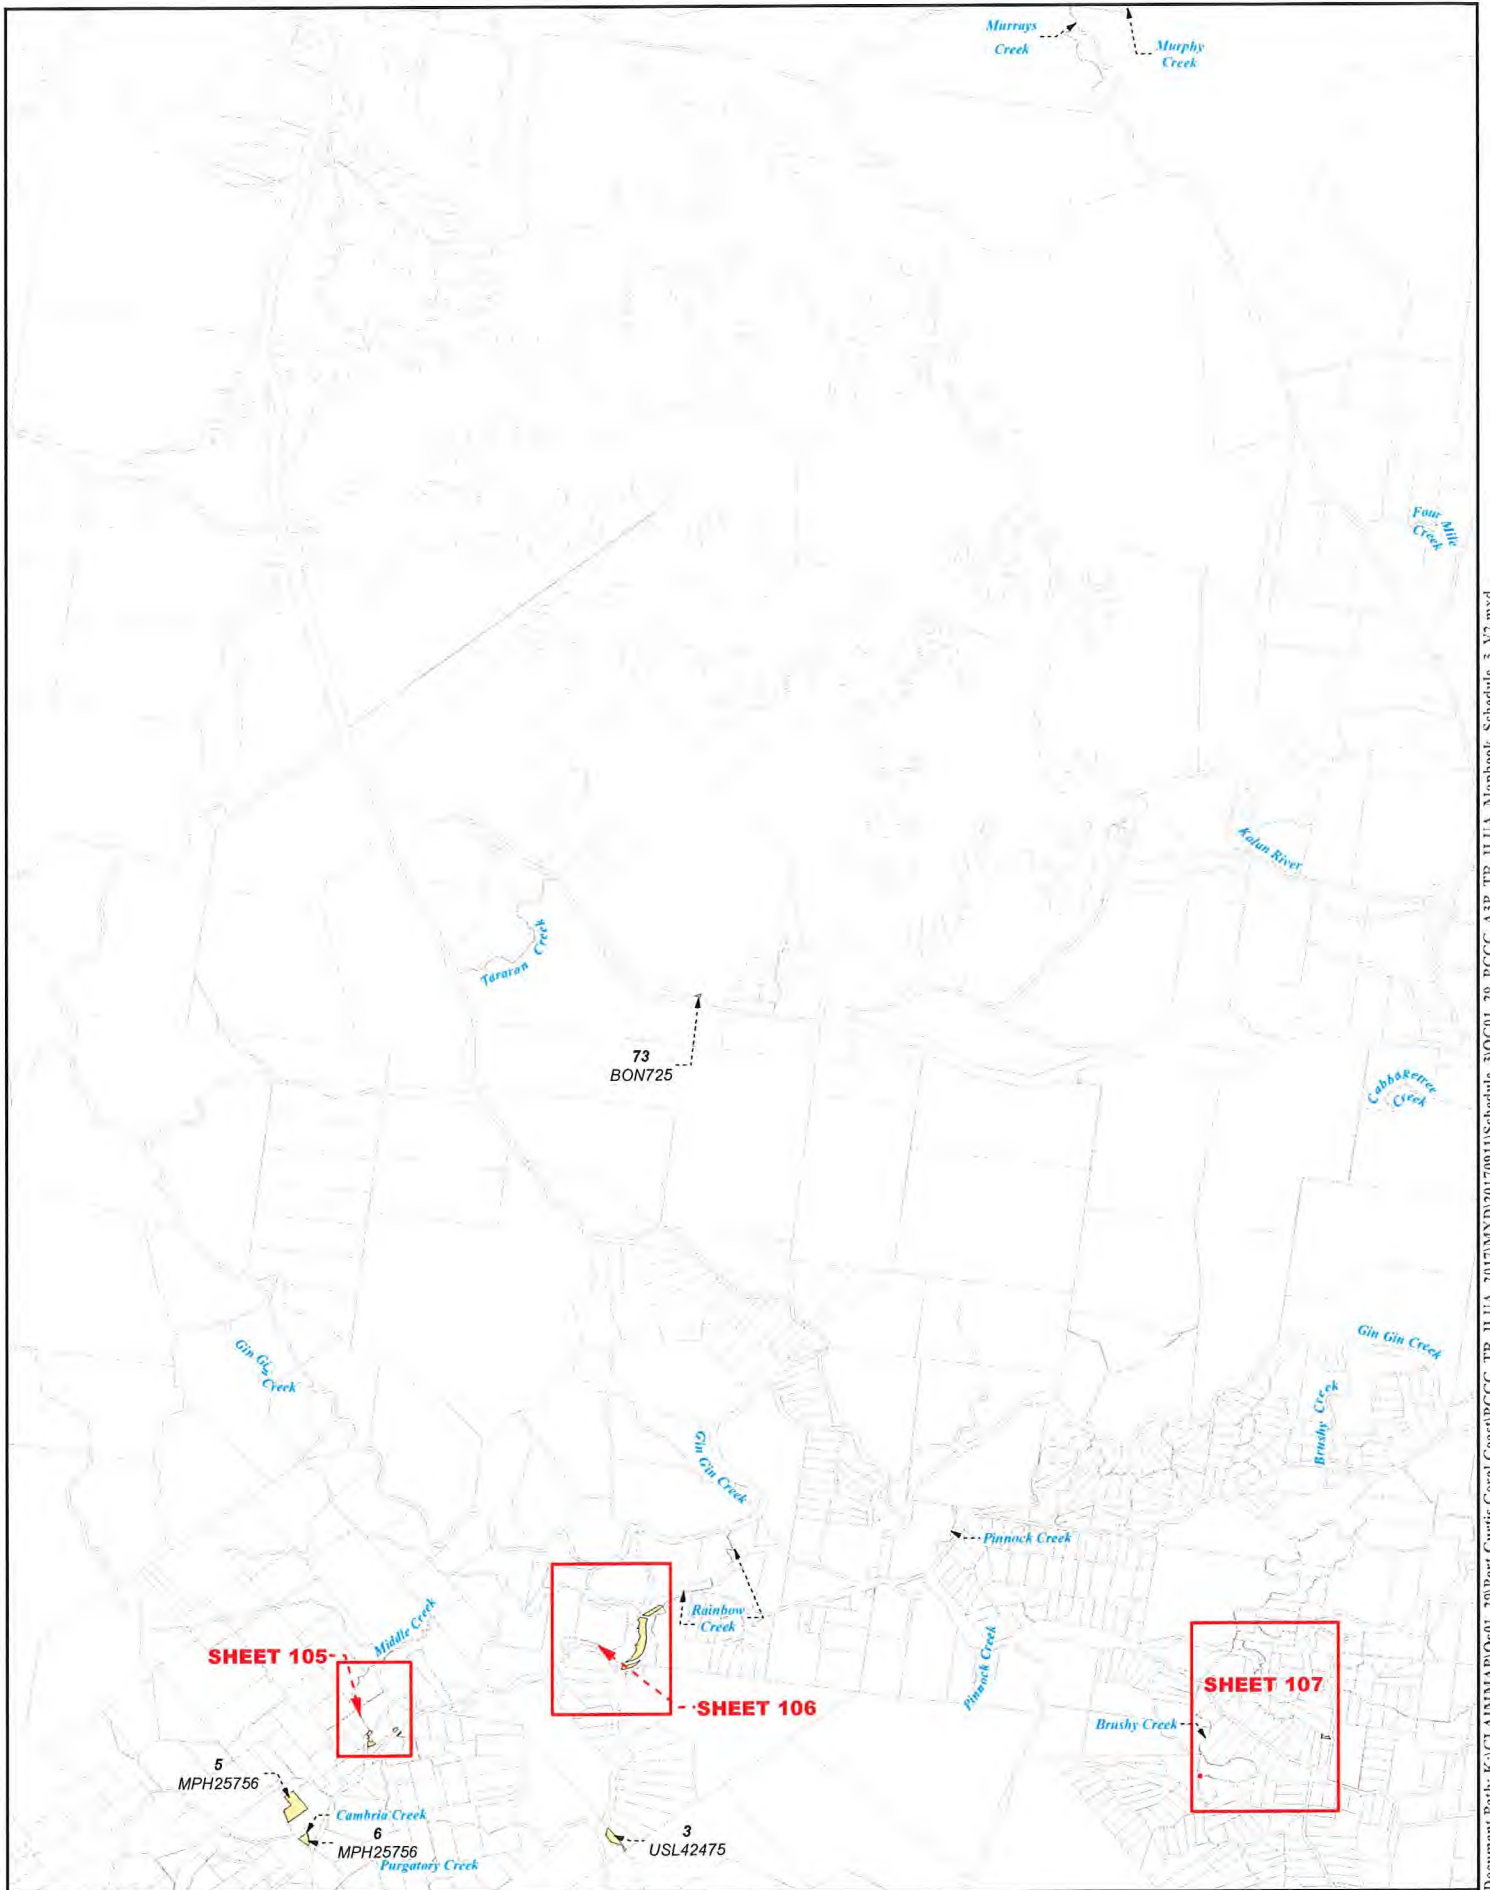 Murrays
Creek
Murphy
Creek
Four Mile
Creek
Kolan River
Creek
73
BON725
Cabbagetree
Creek
Gin Gin Creek
Gin Gin
Creek
Brushy Creek
Gin Gin Creek
Pinnock Creek
Rainbow
Creek
Middle Creek
Pinnock Creek
SHEET 105
SHEET 106
SHEET 107
Brushy Creek
5
MPH25756
Cambria Creek
6
MPH25756
Purgatory Creek
3
USL42475